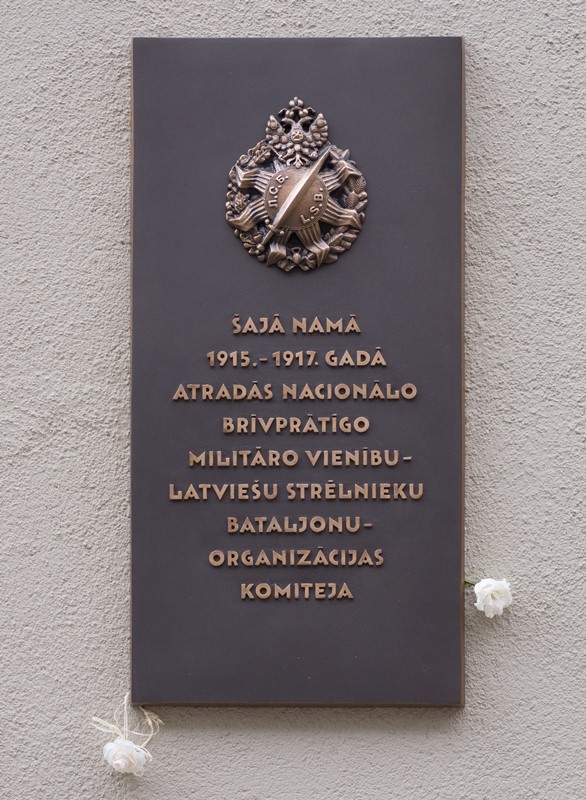 П.С.Б.
L.S.B.
ŠAJĀ NAMĀ
1915.-1917. GADĀ
ATRADĀS NACIONĀLO
BRĪVPRĀTĪGO
MILITĀRO VIENĪBU-
LATVIEŠU STRĒLNIEKU
BATALJONU-
ORGANIZĀCIJAS
KOMITEJA